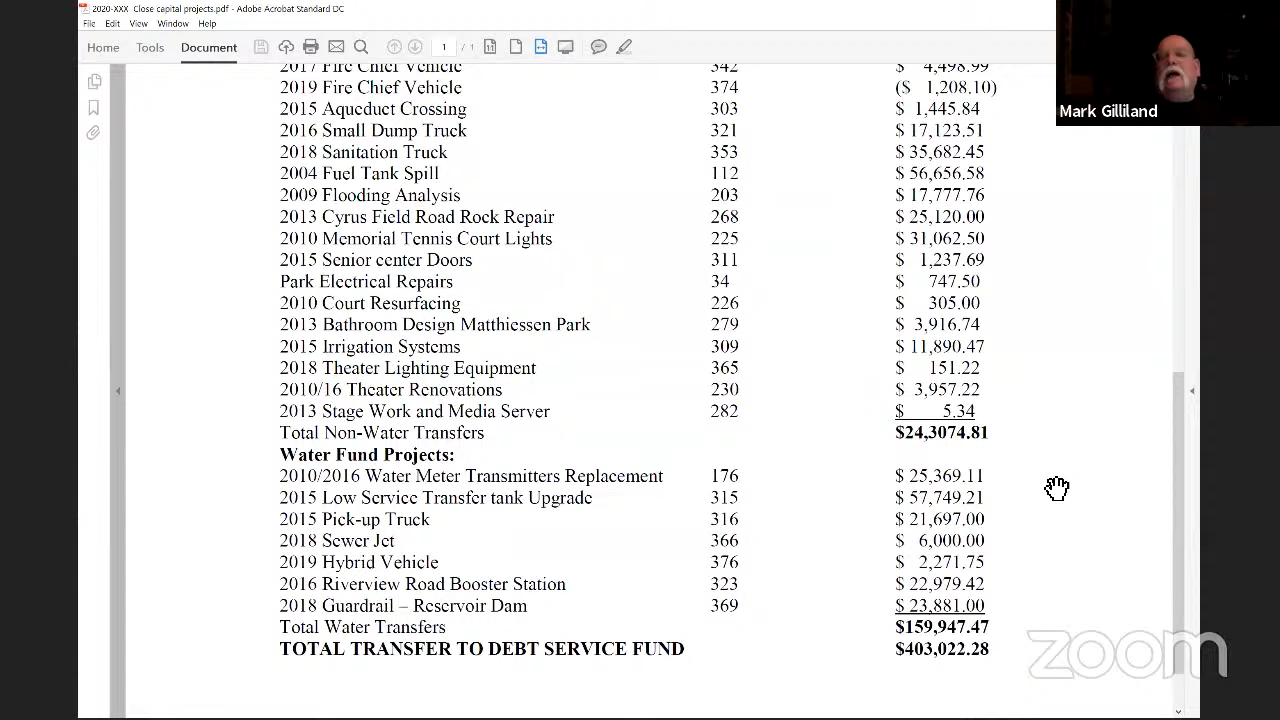 2020-XXX Close capital projects.pdf - Adobe Acrobat Standard DC
File Edit View Window Help
Home Tools Document 1 / 1
2017 Fire Chief Vehicle 342 $ 4,498.99
2019 Fire Chief Vehicle 374 ($ 1,208.10)
2015 Aqueduct Crossing 303 $ 1,445.84
2016 Small Dump Truck 321 $ 17,123.51
2018 Sanitation Truck 353 $ 35,682.45
2004 Fuel Tank Spill 112 $ 56,656.58
2009 Flooding Analysis 203 $ 17,777.76
2013 Cyrus Field Road Rock Repair 268 $ 25,120.00
2010 Memorial Tennis Court Lights 225 $ 31,062.50
2015 Senior center Doors 311 $ 1,237.69
Park Electrical Repairs 34 $ 747.50
2010 Court Resurfacing 226 $ 305.00
2013 Bathroom Design Matthiessen Park 279 $ 3,916.74
2015 Irrigation Systems 309 $ 11,890.47
2018 Theater Lighting Equipment 365 $ 151.22
2010/16 Theater Renovations 230 $ 3,957.22
2013 Stage Work and Media Server 282 $ 5.34
Total Non-Water Transfers $24,3074.81
Water Fund Projects:
2010/2016 Water Meter Transmitters Replacement 176 $ 25,369.11
2015 Low Service Transfer tank Upgrade 315 $ 57,749.21
2015 Pick-up Truck 316 $ 21,697.00
2018 Sewer Jet 366 $ 6,000.00
2019 Hybrid Vehicle 376 $ 2,271.75
2016 Riverview Road Booster Station 323 $ 22,979.42
2018 Guardrail – Reservoir Dam 369 $ 23,881.00
Total Water Transfers $159,947.47
TOTAL TRANSFER TO DEBT SERVICE FUND $403,022.28
Mark Gilliland
zoom